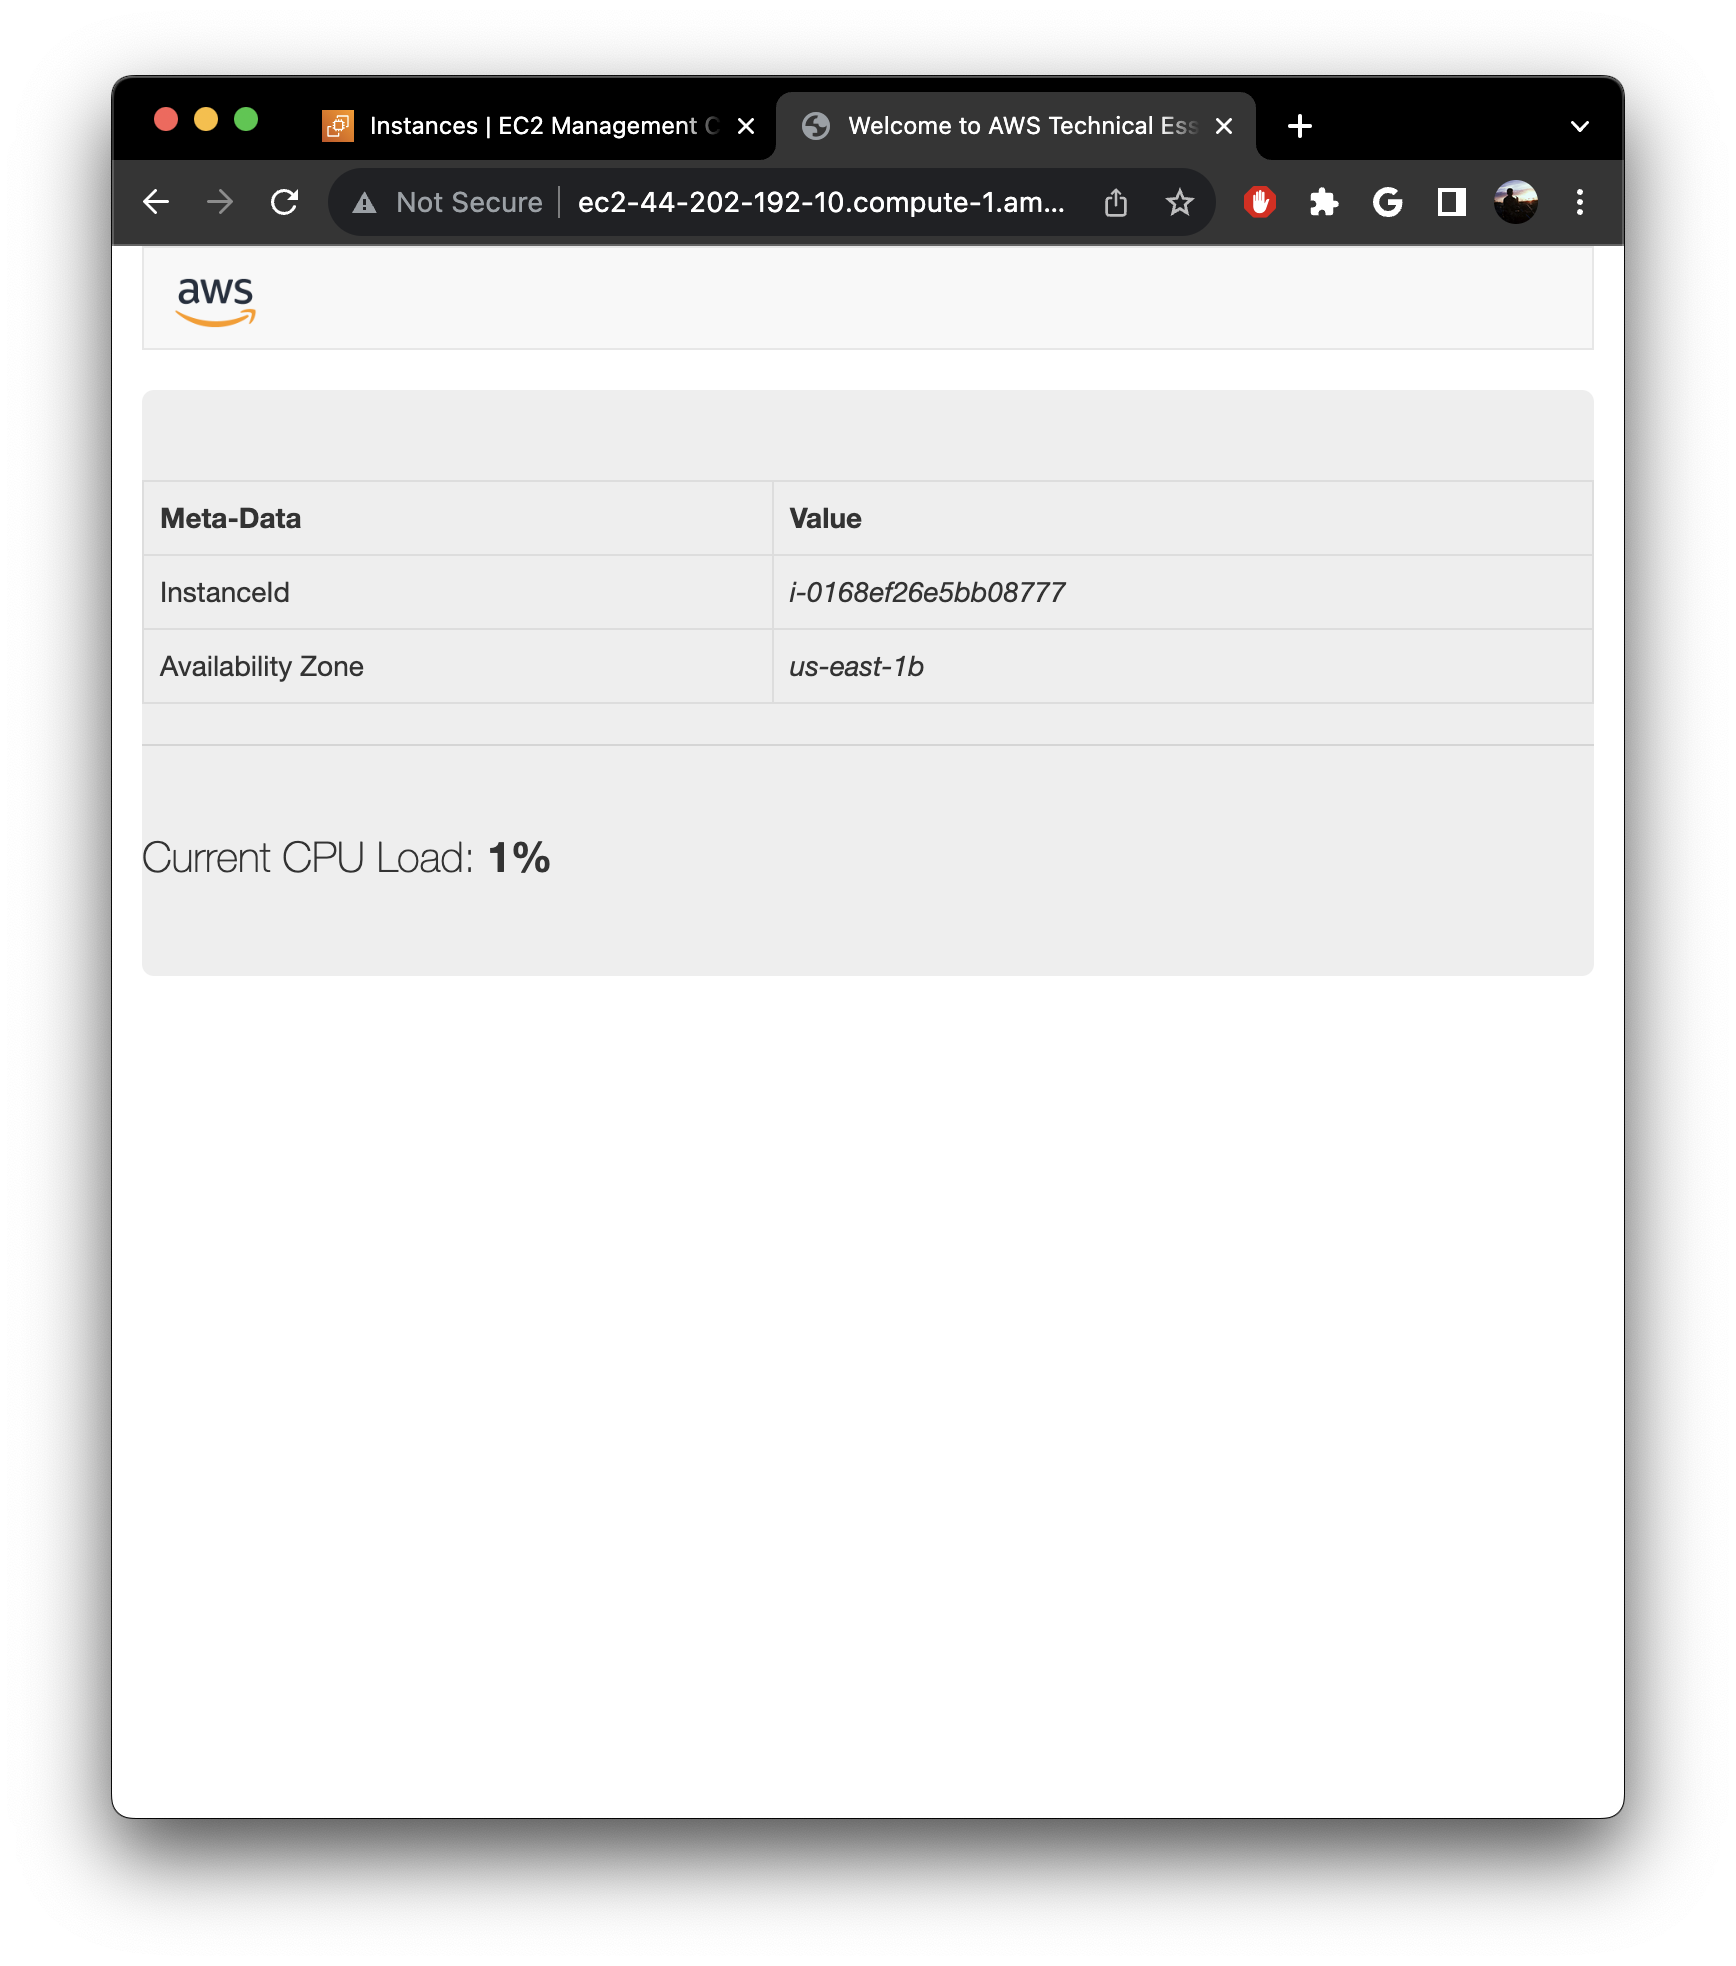 Instances | EC2 Management C
Welcome to AWS Technical Ess
Not Secure
ec2-44-202-192-10.compute-1.am...
G
aws
Meta-Data Value
InstanceId i-0168ef26e5bb08777
Availability Zone us-east-1b
Current CPU Load: 1%